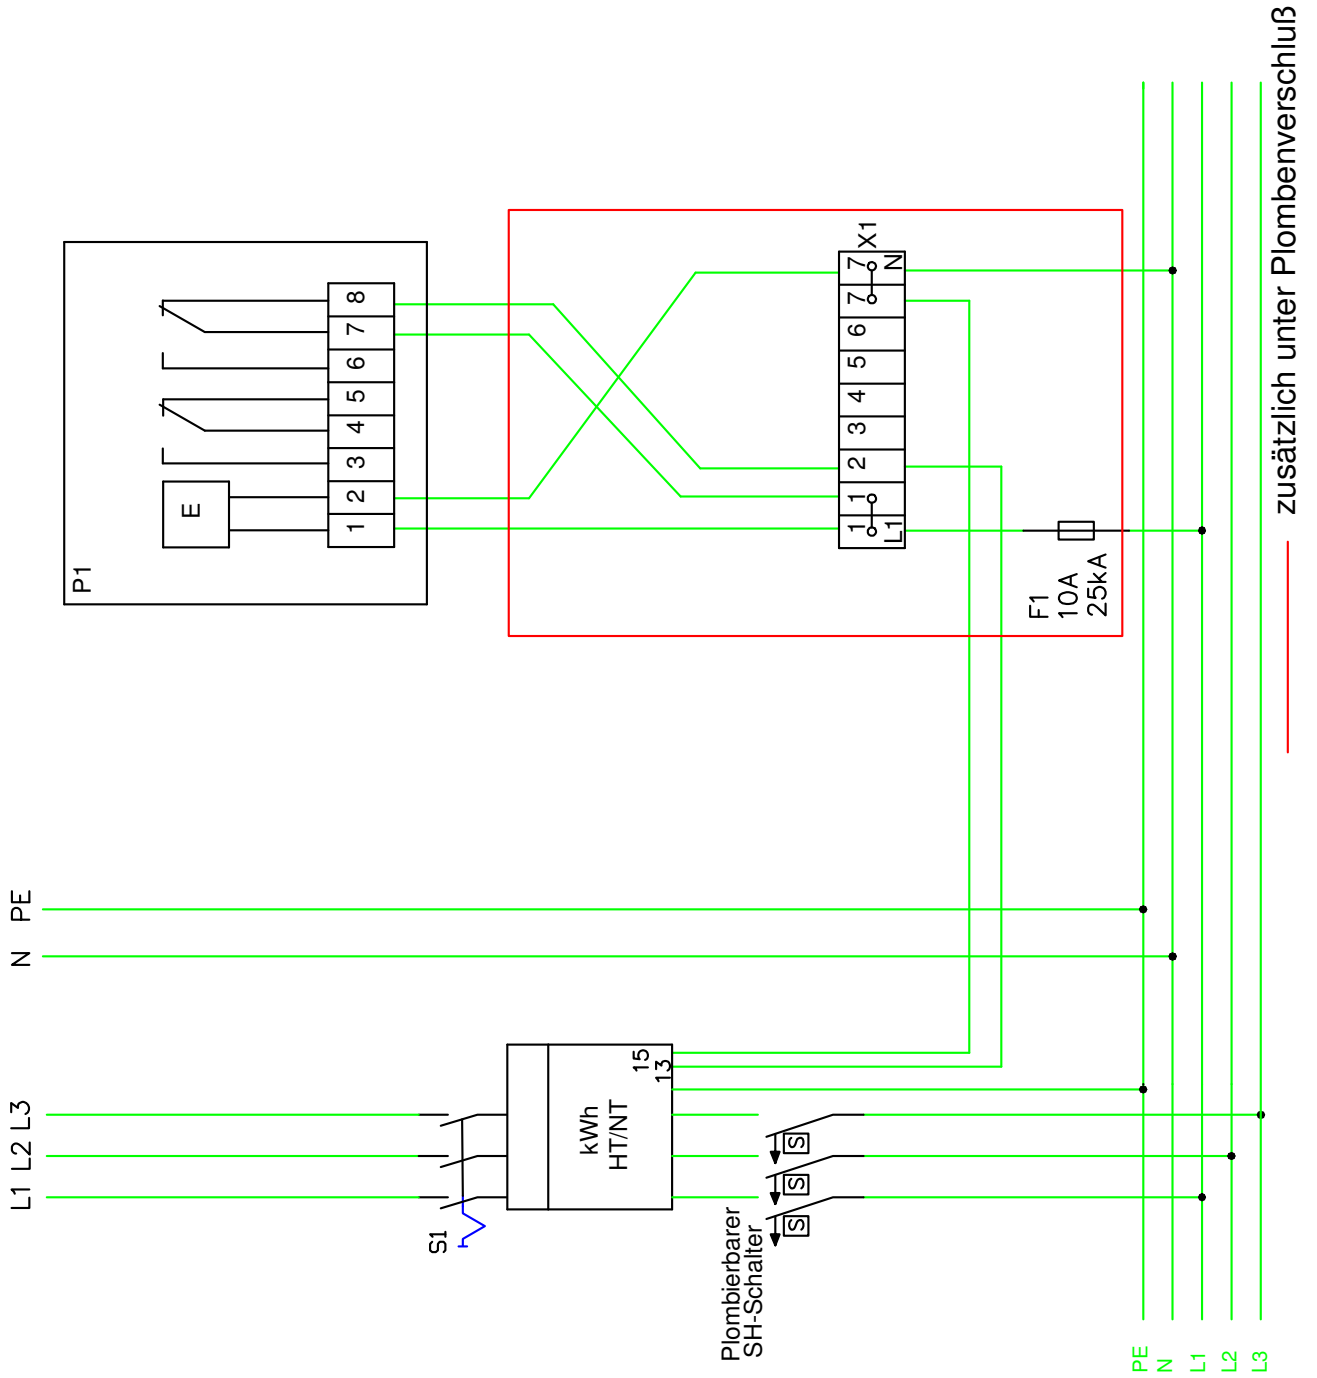 PE
N
L1 L2 L3
S1
kWh
HT/NT
15
13
Plombierbarer
SH-Schalter
S
S
S
P1
E
1 2 3 4 5 6 7 8
X1
1 1 2 3 4 5 6 7 7
L1 N
F1
10A
25kA
PE
N
L1
L2
L3
zusätzlich unter Plombenverschluß